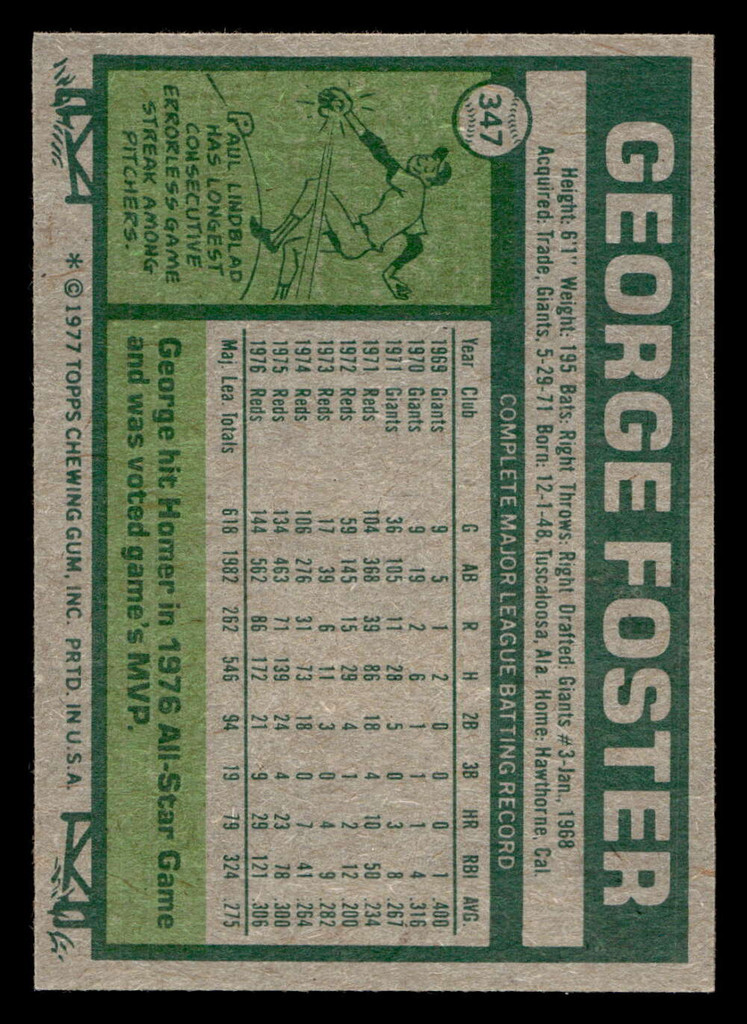 GEORGE FOSTER
347
Height: 6'1" Weight: 195 Bats: Right Throws: Right Drafted: Giants #3-Jan., 1968
Acquired: Trade, Giants, 5-29-71 Born: 12-1-48, Tuscaloosa, Ala. Home: Hawthorne, Cal.
COMPLETE MAJOR LEAGUE BATTING RECORD
Year Club G AB R H 2B 3B HR RBI AVG.
1969 Giants 9 5 1 2 0 0 0 1 .400
1970 Giants 9 19 2 6 1 1 1 4 .316
1971 Giants 36 105 11 28 5 0 3 8 .267
1971 Reds 104 368 39 86 18 4 10 50 .234
1972 Reds 59 145 15 29 4 1 2 12 .200
1973 Reds 17 39 6 11 3 0 4 9 .282
1974 Reds 106 276 31 73 18 0 7 41 .264
1975 Reds 134 463 71 139 24 4 23 78 .300
1976 Reds 144 562 86 172 21 9 29 121 .306
Maj. Lea. Totals 618 1982 262 546 94 19 79 324 .275
PAUL LINDBLAD
HAS LONGEST
CONSECUTIVE
ERRORLESS GAME
STREAK AMONG
PITCHERS.
George hit Homer in 1976 All-Star Game
and was voted game's MVP.
* © 1977 TOPPS CHEWING GUM, INC. PRTD. IN U.S.A.